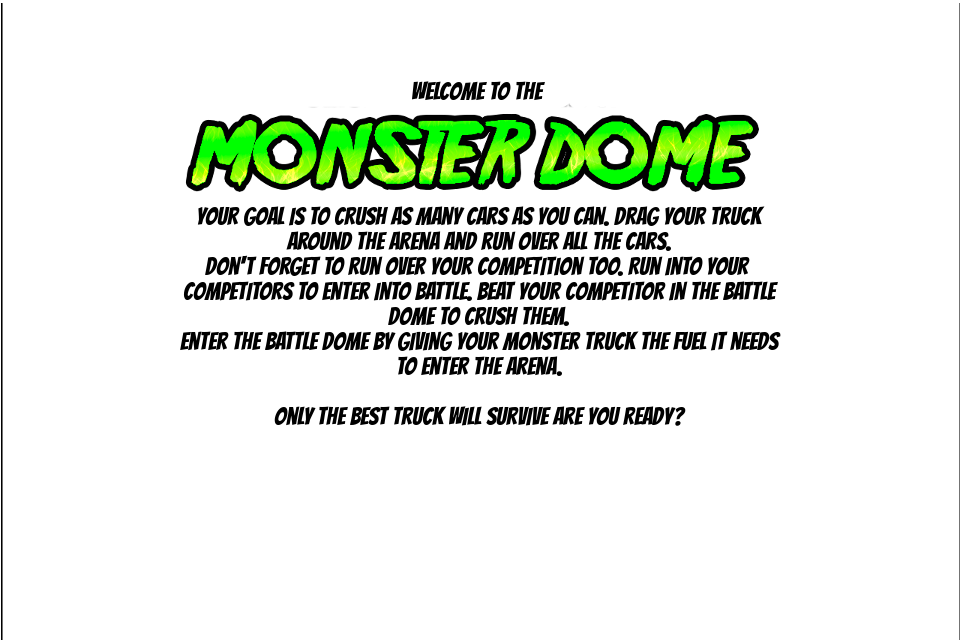 WELCOME TO THE
MONSTER DOME
YOUR GOAL IS TO CRUSH AS MANY CARS AS YOU CAN. DRAG YOUR TRUCK
AROUND THE ARENA AND RUN OVER ALL THE CARS.
DON'T FORGET TO RUN OVER YOUR COMPETITION TOO. RUN INTO YOUR
COMPETITORS TO ENTER INTO BATTLE. BEAT YOUR COMPETITOR IN THE BATTLE
DOME TO CRUSH THEM.
ENTER THE BATTLE DOME BY GIVING YOUR MONSTER TRUCK THE FUEL IT NEEDS
TO ENTER THE ARENA.
ONLY THE BEST TRUCK WILL SURVIVE ARE YOU READY?